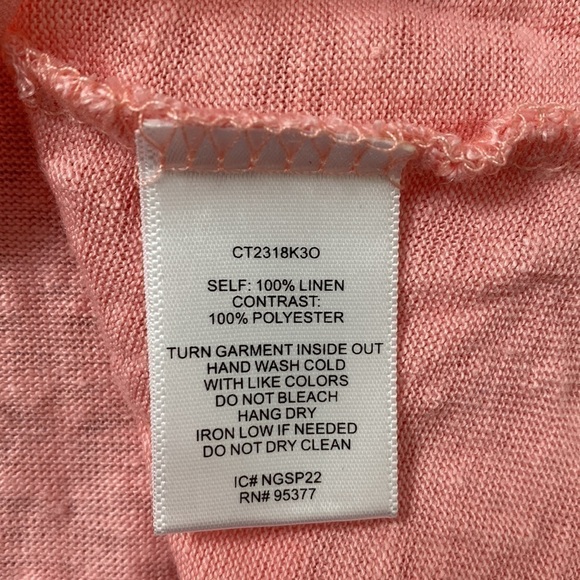 CT2318K3O
SELF: 100% LINEN
CONTRAST:
100% POLYESTER
TURN GARMENT INSIDE OUT
HAND WASH COLD
WITH LIKE COLORS
DO NOT BLEACH
HANG DRY
IRON LOW IF NEEDED
DO NOT DRY CLEAN
IC# NGSP22
RN# 95377